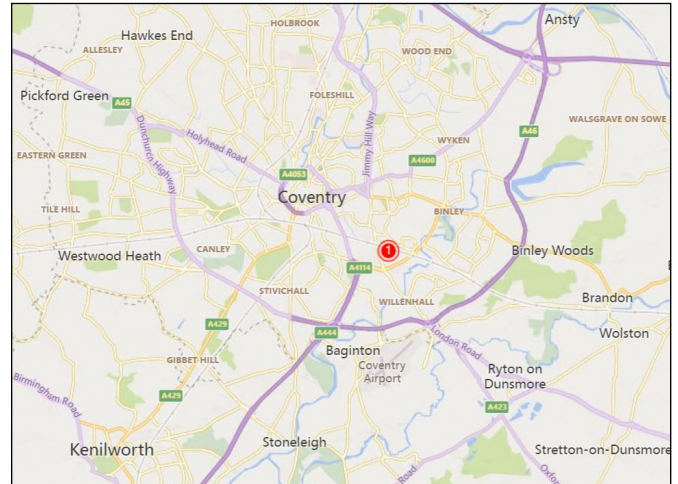 Ansty
HOLBROOK
Hawkes End
ALLESLEY
WOOD END
Pickford Green
A45
FOLESHILL
Jimmy Hill Way
WALSGRAVE ON SOWE
Dunchurch Highway
Holyhead Road
A46
WYKEN
EASTERN GREEN
A4600
A4053
Coventry
TILE HILL
BINLEY
Westwood Heath
CANLEY
1
Binley Woods
A4114
STIVICHALL
WILLENHALL
Brandon
A429
A444
London Road
Wolston
GIBBET HILL
Baginton
Coventry
Airport
Ryton on
Dunsmore
Birmingham Road
A429
A423
Kenilworth
Stoneleigh
Stretton-on-Dunsmore
Road